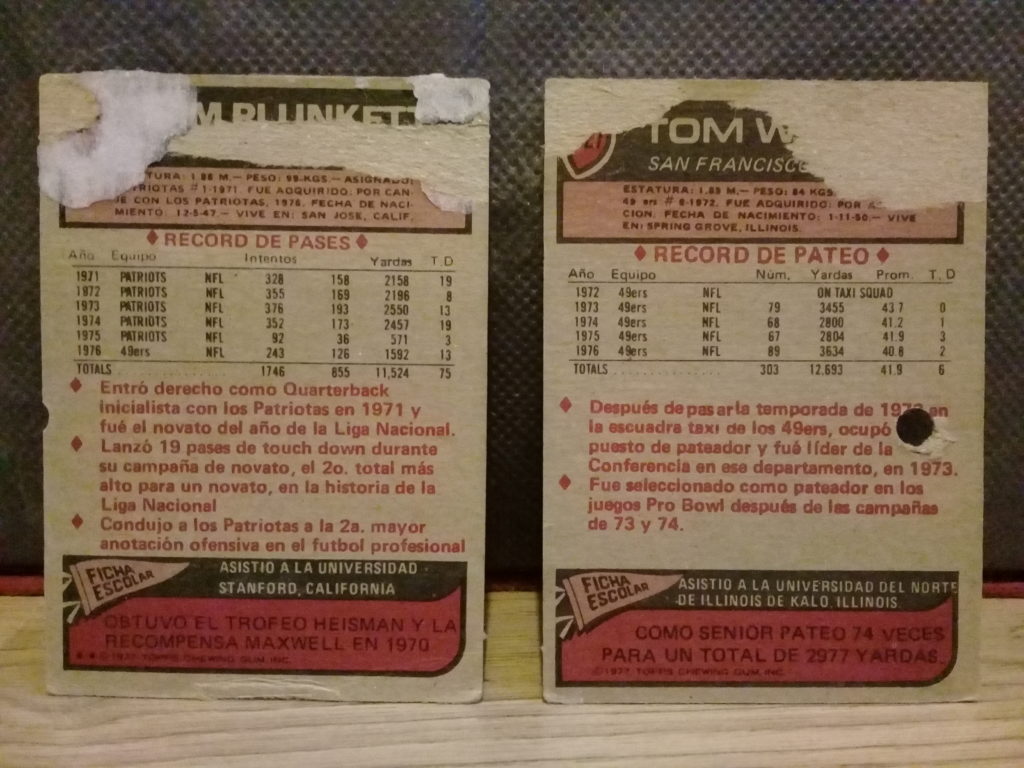 M PLUNKET
TURA: 1.86 M.— PESO: 99-KGS.— ASIGNADO,
TRIOTAS #1-1971. FUE ADQUIRIDO: POR CAN-
JE CON LOS PATRIOTAS, 1976. FECHA DE NACI-
MIENTO: 12-5-47 — VIVE EN: SAN JOSE, CALIF.
RECORD DE PASES
Año Equipo Intentos Yardas T.D
1971 PATRIOTS NFL 328 158 2158 19
1972 PATRIOTS NFL 355 169 2196 8
1973 PATRIOTS NFL 376 193 2550 13
1974 PATRIOTS NFL 352 173 2457 19
1975 PATRIOTS NFL 92 36 571 3
1976 49ers NFL 243 126 1592 13
TOTALS 1746 855 11,524 75
Entró derecho como Quarterback
inicialista con los Patriotas en 1971 y
fué el novato del año de la Liga Nacional.
Lanzó 19 pases de touch down durante
su campaña de novato, el 2o. total más
alto para un novato, en la historia de la
Liga Nacional
Condujo a los Patriotas a la 2a. mayor
anotación ofensiva en el futbol profesional
FICHA
ESCOLAR
ASISTIO A LA UNIVERSIDAD
STANFORD, CALIFORNIA
OBTUVO EL TROFEO HEISMAN Y LA
RECOMPENSA MAXWELL EN 1970
** ©1977 TOPPS CHEWING GUM, INC.
21
TOM W
SAN FRANCISC
ESTATURA: 1.83 M.— PESO: 84 KGS
49 ers # 8-1972. FUE ADQUIRIDO: POR
CION. FECHA DE NACIMIENTO: 1-11-50.— VIVE
EN: SPRING GROVE, ILLINOIS.
RECORD DE PATEO
Año Equipo Núm. Yardas Prom. T.D
1972 49ers NFL ON TAXI SQUAD
1973 49ers NFL 79 3455 43.7 0
1974 49ers NFL 68 2800 41.2 1
1975 49ers NFL 67 2804 41.9 3
1976 49ers NFL 89 3634 40.8 2
TOTALS 303 12,693 41.9 6
Después de pasar la temporada de 1972 en
la escuadra taxi de los 49ers, ocupó
puesto de pateador y fué líder de la
Conferencia en ese departamento, en 1973.
Fue seleccionado como pateador en los
juegos Pro Bowl después de las campañas
de 73 y 74.
FICHA
ESCOLAR
ASISTIO A LA UNIVERSIDAD DEL NORTE
DE ILLINOIS DE KALO, ILLINOIS
COMO SENIOR PATEO 74 VECES
PARA UN TOTAL DE 2977 YARDAS.
©1977 TOPPS CHEWING GUM, INC.